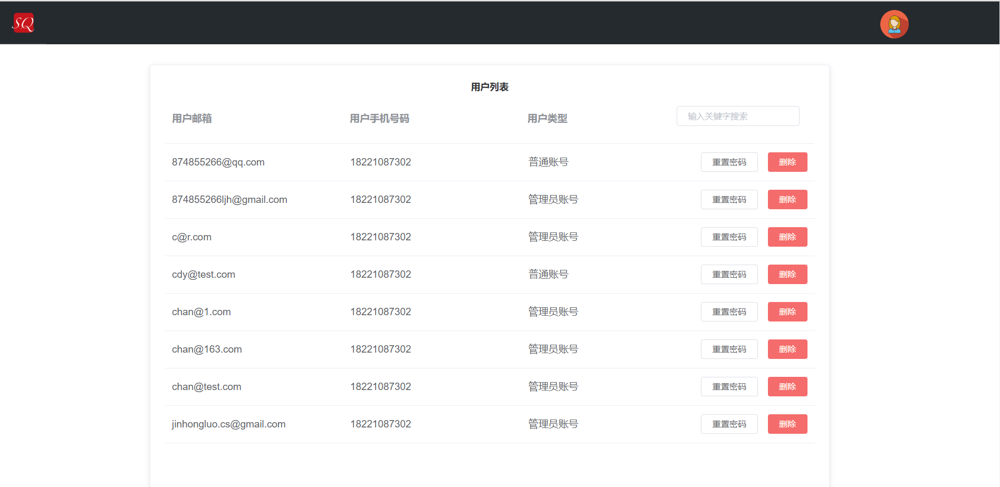 SQ
用户列表
用户邮箱 用户手机号码 用户类型 输入关键字搜索
874855266@qq.com 18221087302 普通账号 重置密码 删除
874855266ljh@gmail.com 18221087302 管理员账号 重置密码 删除
c@r.com 18221087302 管理员账号 重置密码 删除
cdy@test.com 18221087302 普通账号 重置密码 删除
chan@1.com 18221087302 管理员账号 重置密码 删除
chan@163.com 18221087302 管理员账号 重置密码 删除
chan@test.com 18221087302 管理员账号 重置密码 删除
jinhongluo.cs@gmail.com 18221087302 管理员账号 重置密码 删除